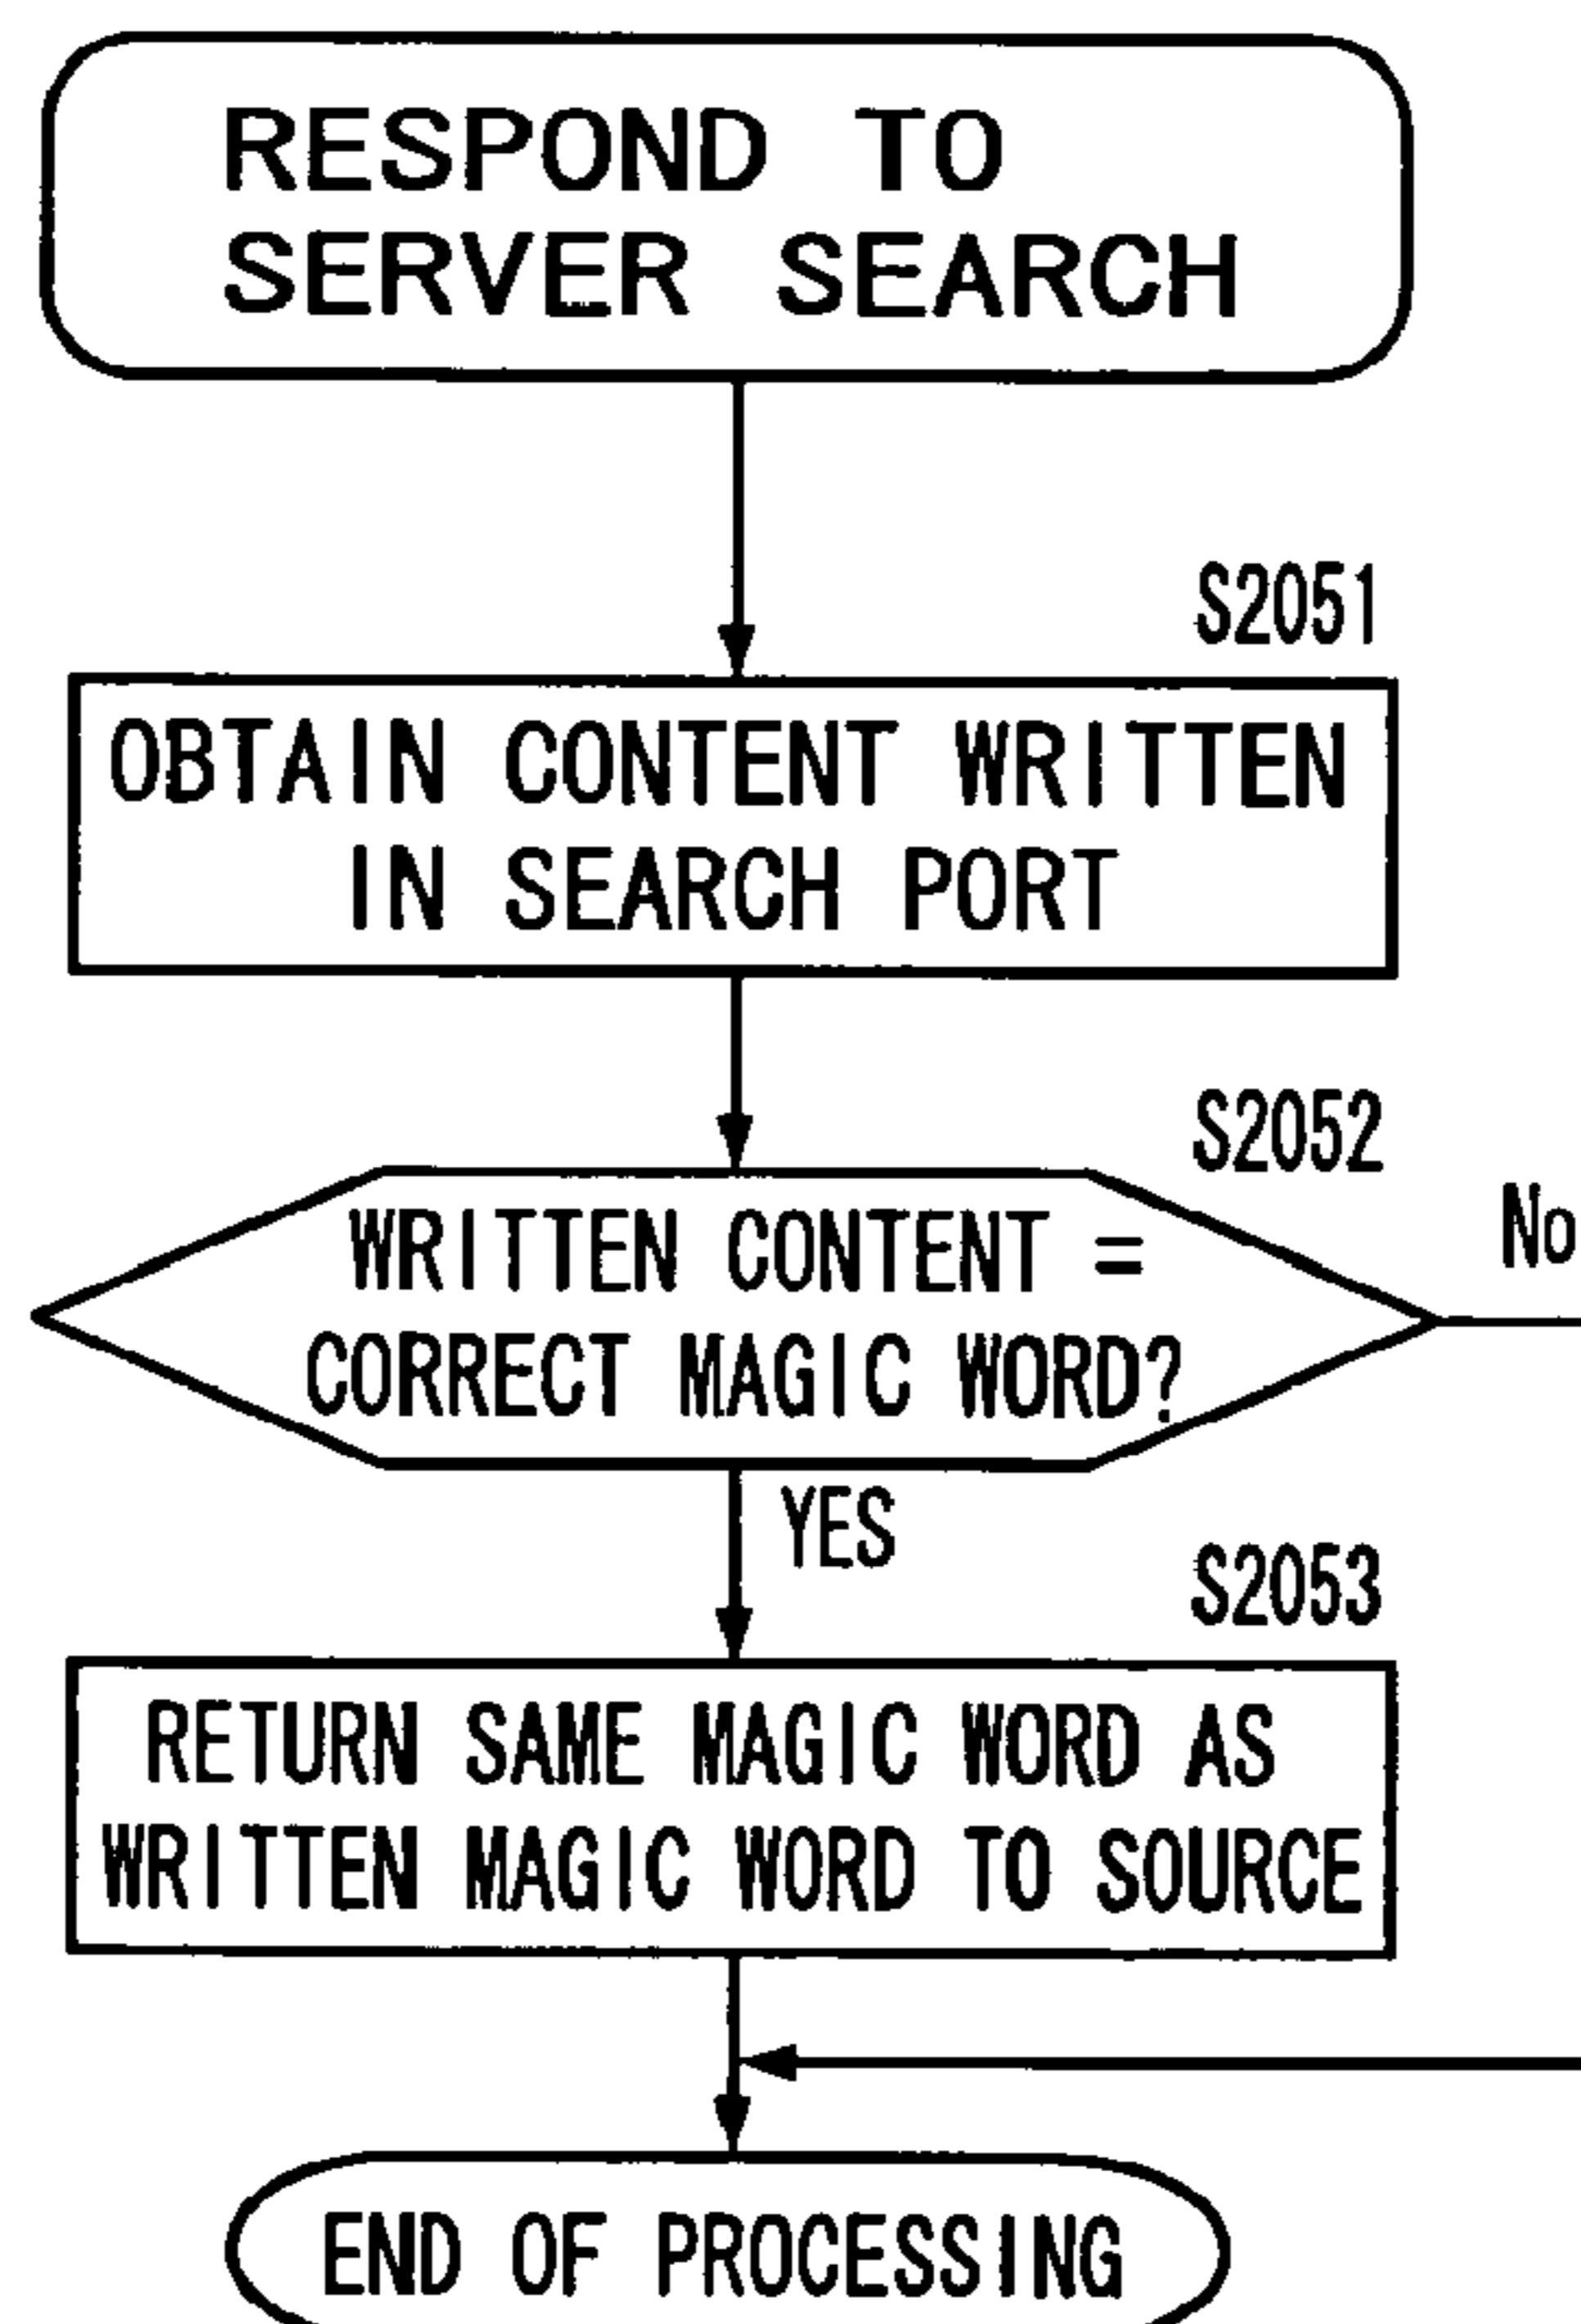 RESPOND TO
SERVER SEARCH
S2051
OBTAIN CONTENT WRITTEN
IN SEARCH PORT
S2052
No
WRITTEN CONTENT =
CORRECT MAGIC WORD?
YES
S2053
RETURN SAME MAGIC WORD AS
WRITTEN MAGIC WORD TO SOURCE
END OF PROCESSING